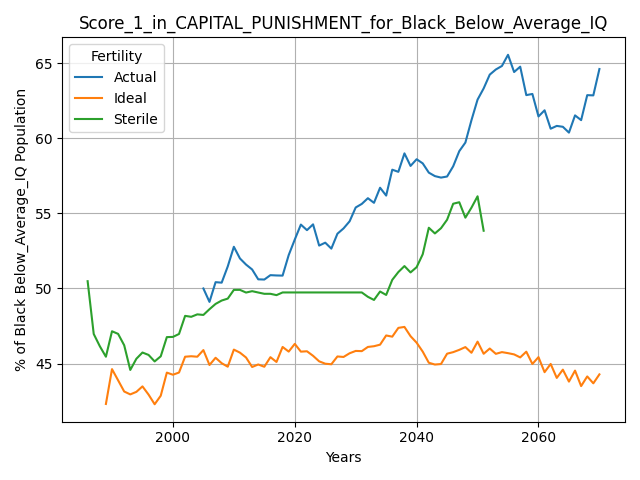 Score_1_in_CAPITAL_PUNISHMENT_for_Black_Below_Average_IQ
Fertility
Actual
Ideal
Sterile
% of Black Below_Average_IQ Population
65
60
55
50
45
2000
2020
2040
2060
Years